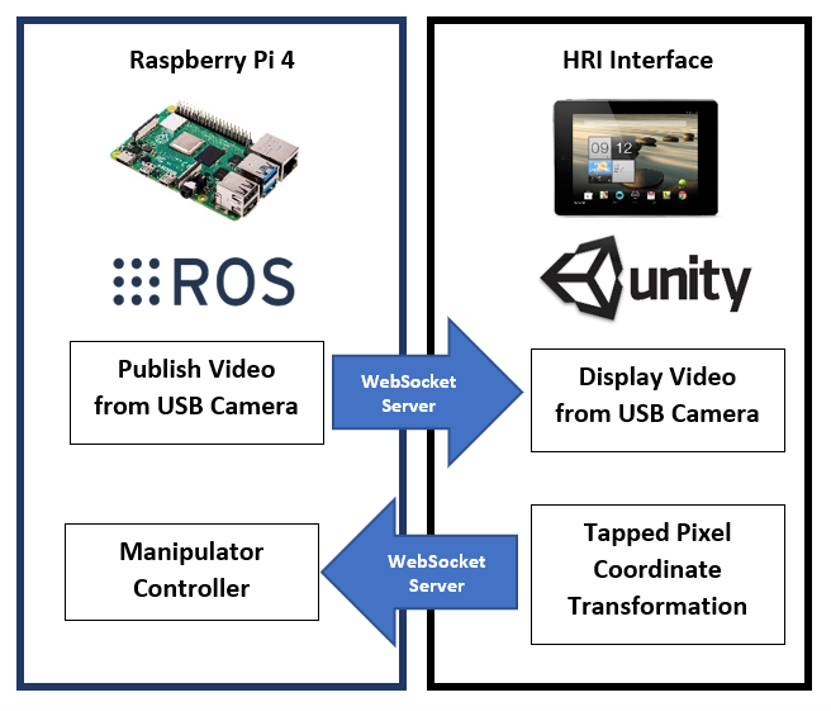 Raspberry Pi 4
HRI Interface
09
12
ROS
unity
Publish Video
from USB Camera
WebSocket
Server
Display Video
from USB Camera
Manipulator
Controller
WebSocket
Server
Tapped Pixel
Coordinate
Transformation